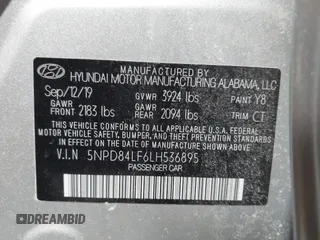 HYUNDAI MOTOR MANUFACTURING ALABAMA, LLC
Sep/12/19 GVWR 3924 lbs PAINT Y8
GAWR FRONT 2183 lbs GAWR REAR 2094 lbs TRIM CT
THIS VEHICLE CONFORMS TO ALL APPLICABLE FEDERAL
MOTOR VEHICLE SAFETY, BUMPER, AND THEFT PREVENTION
STANDARDS IN EFFECT ON THE DATE OF MANUFACTURE
SHOWN ABOVE.
V.I.N 5NPD84LF6LH536895
PASSENGER CAR
DREAMBID
DREAMBID.COM